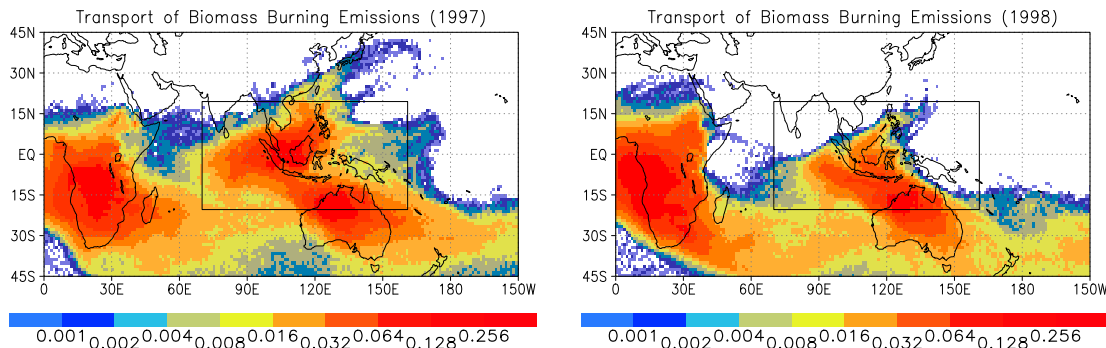 Transport of Biomass Burning Emissions (1997)
45N
30N
15N
EQ
15S
30S
45S
0 30E 60E 90E 120E 150E 180 150W
0.001 0.002 0.004 0.008 0.016 0.032 0.064 0.128 0.256
Transport of Biomass Burning Emissions (1998)
45N
30N
15N
EQ
15S
30S
45S
0 30E 60E 90E 120E 150E 180 150W
0.001 0.002 0.004 0.008 0.016 0.032 0.064 0.128 0.256